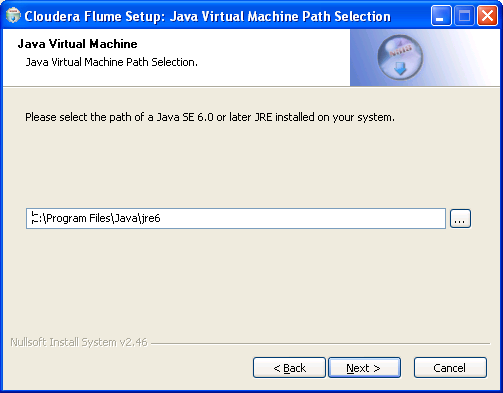 Cloudera Flume Setup: Java Virtual Machine Path Selection
Java Virtual Machine
Java Virtual Machine Path Selection.
Please select the path of a Java SE 6.0 or later JRE installed on your system.
C:\Program Files\Java\jre6
...
Nullsoft Install System v2.46
< Back
Next >
Cancel